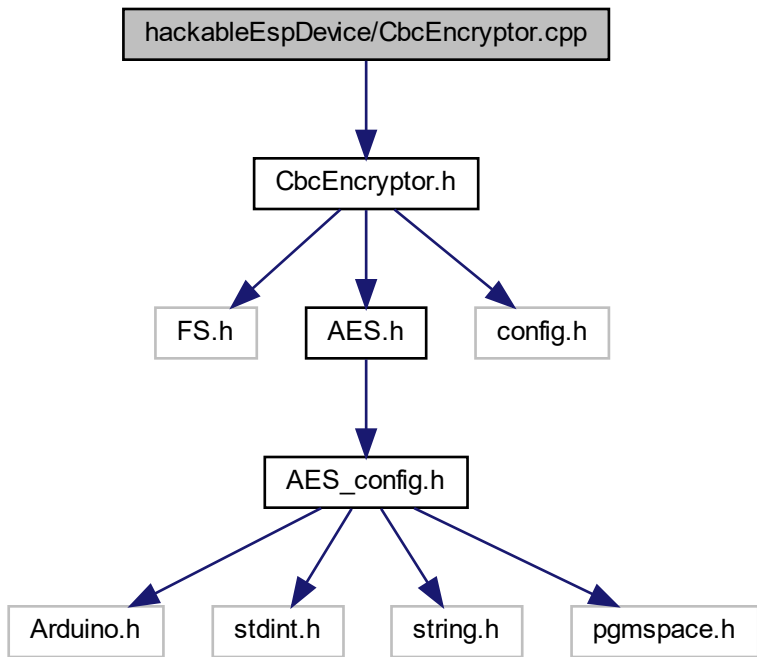 hackableEspDevice/CbcEncryptor.cpp
CbcEncryptor.h
FS.h
AES.h
config.h
AES_config.h
Arduino.h
stdint.h
string.h
pgmspace.h